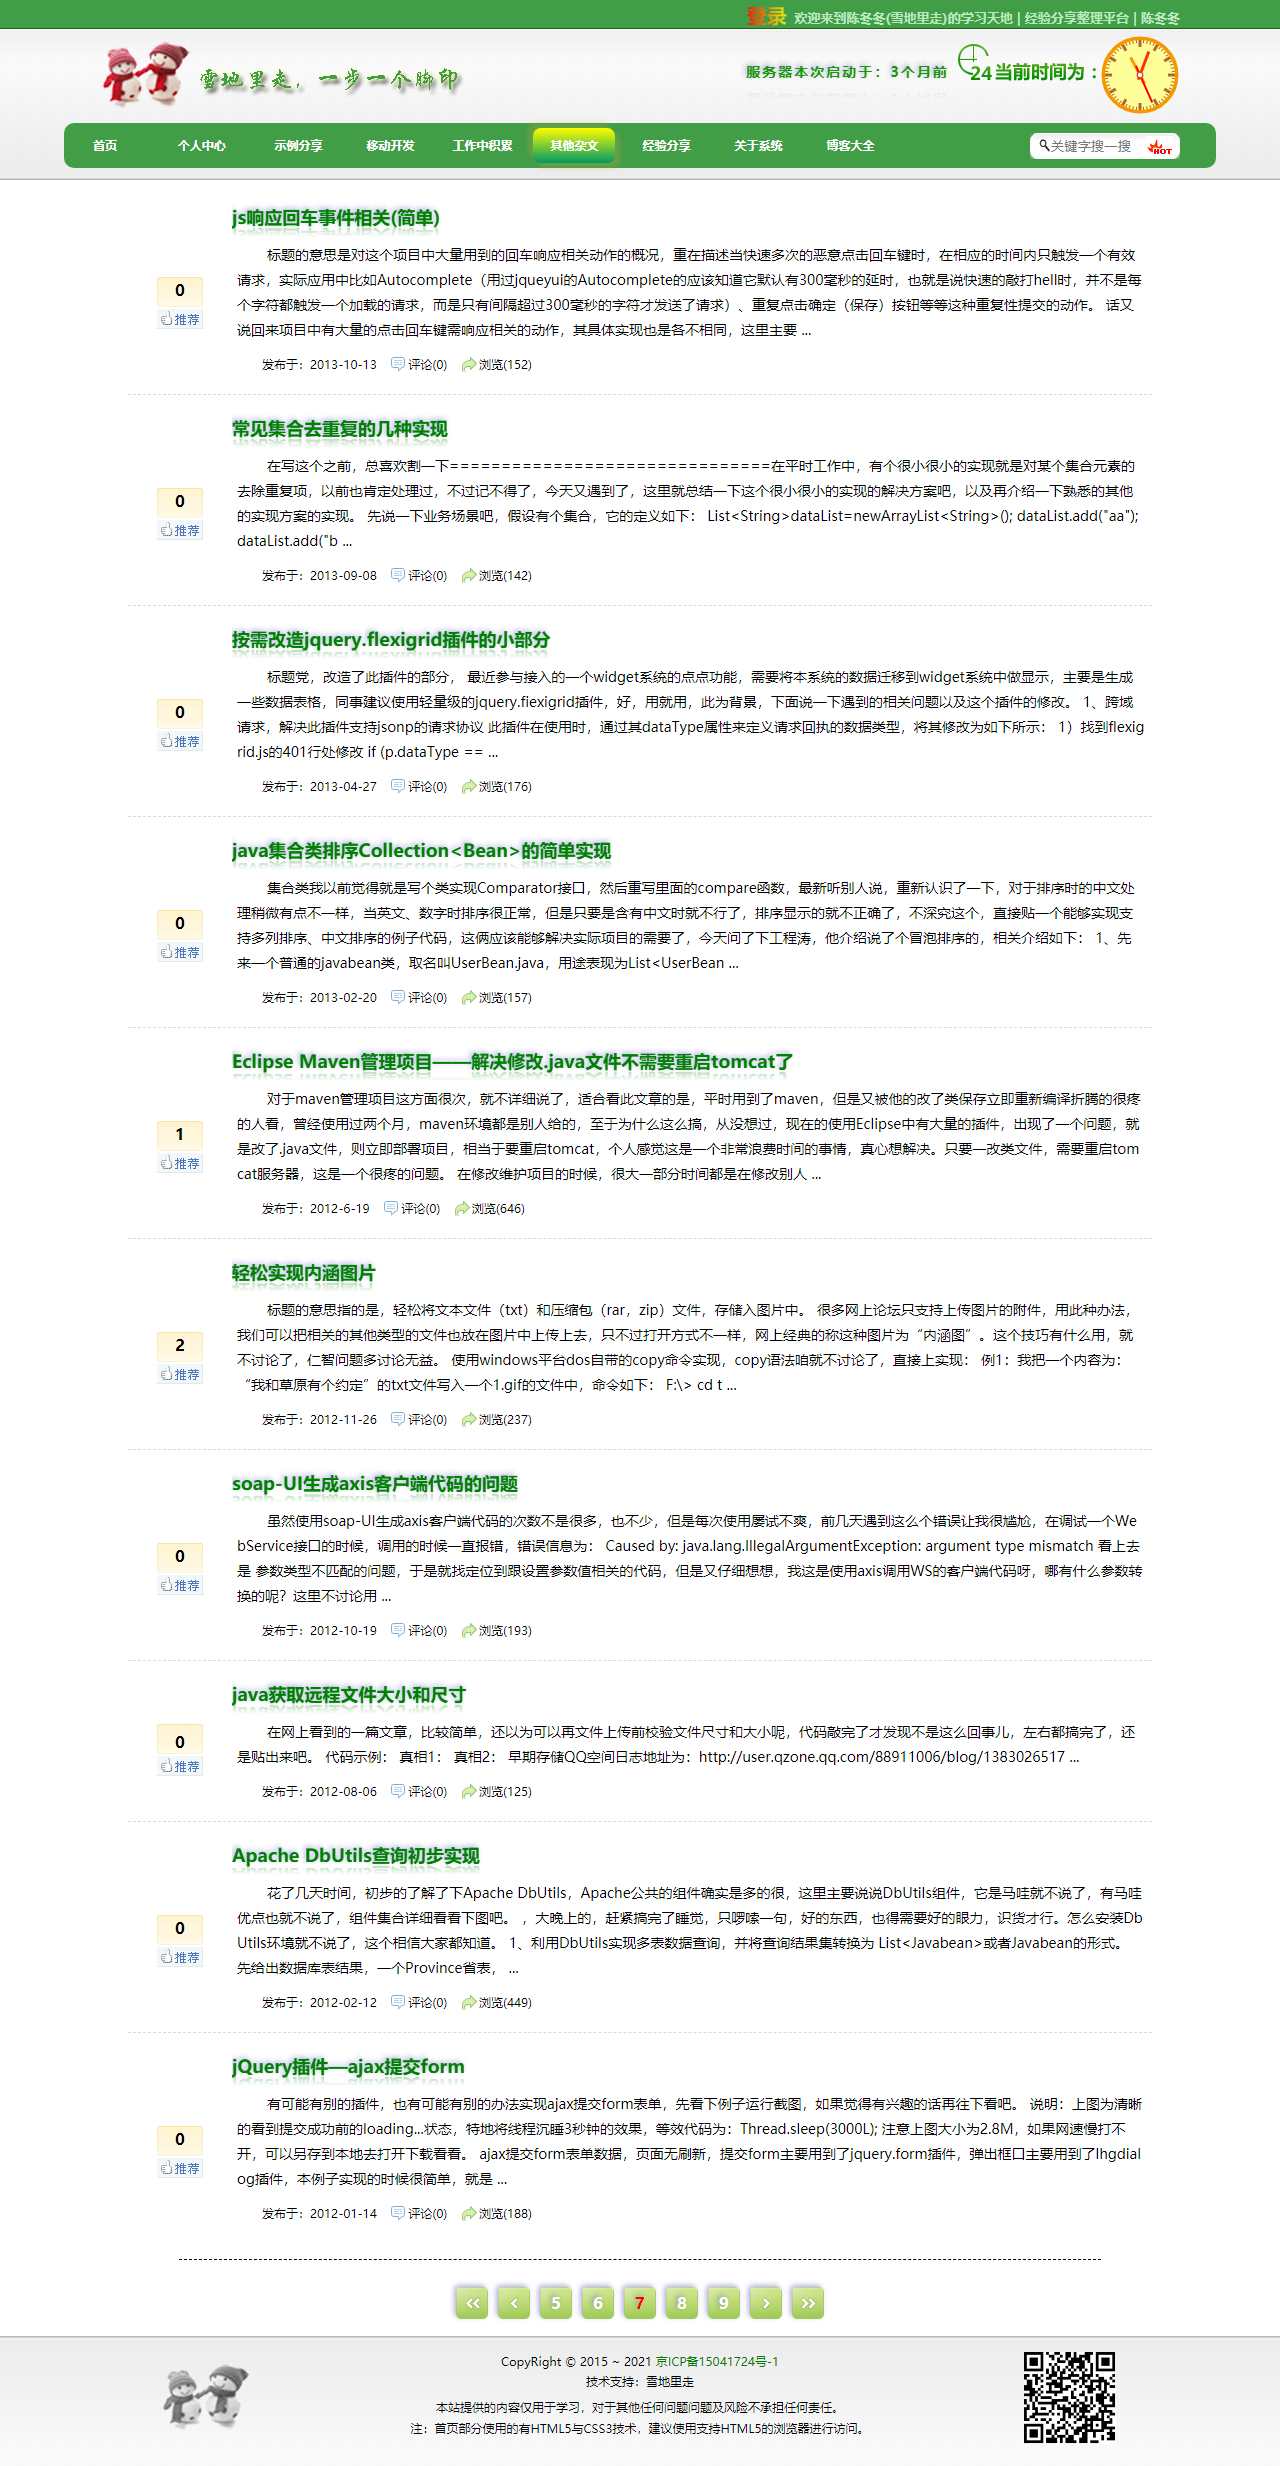 登录 欢迎来到陈冬冬(雪地里走)的学习天地 | 经验分享整理平台 | 陈冬冬
雪地里走，一步一个脚印
服务器本次启动于：3个月前 24 当前时间为：
首页 个人中心 示例分享 移动开发 工作中积累 其他杂文 经验分享 关于系统 博客大全 关键字搜一搜 HOT
js响应回车事件相关(简单)
标题的意思是对这个项目中大量用到的回车响应相关动作的概况，重在描述当快速多次的恶意点击回车键时，在相应的时间内只触发一个有效
请求，实际应用中比如Autocomplete（用过jqueyui的Autocomplete的应该知道它默认有300毫秒的延时，也就是说快速的敲打hell时，并不是每
个字符都触发一个加载的请求，而是只有间隔超过300毫秒的字符才发送了请求）、重复点击确定（保存）按钮等等这种重复性提交的动作。 话又
说回来项目中有大量的点击回车键需响应相关的动作，其具体实现也是各不相同，这里主要 ...
0
推荐
发布于：2013-10-13 评论(0) 浏览(152)
常见集合去重复的几种实现
在写这个之前，总喜欢割一下===============================在平时工作中，有个很小很小的实现就是对某个集合元素的
去除重复项，以前也肯定处理过，不过记不得了，今天又遇到了，这里就总结一下这个很小很小的实现的解决方案吧，以及再介绍一下熟悉的其他
的实现方案的实现。 先说一下业务场景吧，假设有个集合，它的定义如下： List<String>dataList=newArrayList<String>(); dataList.add("aa");
dataList.add("b ...
0
推荐
发布于：2013-09-08 评论(0) 浏览(142)
按需改造jquery.flexigrid插件的小部分
标题党，改造了此插件的部分， 最近参与接入的一个widget系统的点点功能，需要将本系统的数据迁移到widget系统中做显示，主要是生成
一些数据表格，同事建议使用轻量级的jquery.fiexigrid插件，好，用就用，此为背景，下面说一下遇到的相关问题以及这个插件的修改。 1、跨域
请求，解决此插件支持jsonp的请求协议 此插件在使用时，通过其dataType属性来定义请求回执的数据类型，将其修改为如下所示： 1）找到flexig
rid.js的401行处修改 if (p.dataType == ...
0
推荐
发布于：2013-04-27 评论(0) 浏览(176)
java集合类排序Collection<Bean>的简单实现
集合类我以前觉得就是写个类实现Comparator接口，然后重写里面的compare函数，最新听别人说，重新认识了一下，对于排序时的中文处
理稍微有点不一样，当英文、数字时排序很正常，但是只要是含有中文时就不行了，排序显示的就不正确了，不深究这个，直接贴一个能够实现支
持多列排序、中文排序的例子代码，这俩应该能够解决实际项目的需要了，今天问了下工程涛，他介绍说了个冒泡排序的，相关介绍如下： 1、先
来一个普通的javabean类，取名叫UserBean.java，用途表现为List<UserBean ...
0
推荐
发布于：2013-02-20 评论(0) 浏览(157)
Eclipse Maven管理项目——解决修改.java文件不需要重启tomcat了
对于maven管理项目这方面很次，就不详细说了，适合看此文章的是，平时用到了maven，但是又被他的改了类保存立即重新编译折腾的很疼
的人看，曾经使用过两个月，maven环境都是别人给的，至于为什么这么搞，从没想过，现在的使用Eclipse中有大量的插件，出现了一个问题，就
是改了.java文件，则立即部署项目，相当于要重启tomcat，个人感觉这是一个非常浪费时间的事情，真心想解决。只要一改类文件，需要重启tom
cat服务器，这是一个很疼的问题。 在修改维护项目的时候，很大一部分时间都是在修改别人 ...
1
推荐
发布于：2012-6-19 评论(0) 浏览(646)
轻松实现内涵图片
标题的意思指的是，轻松将文本文件（txt）和压缩包（rar，zip）文件，存储入图片中。 很多网上论坛只支持上传图片的附件，用此种办法，
我们可以把相关的其他类型的文件也放在图片中上传上去，只不过打开方式不一样，网上经典的称这种图片为“内涵图”。这个技巧有什么用，就
不讨论了，仁智问题多讨论无益。 使用windows平台dos自带的copy命令实现，copy语法咱就不讨论了，直接上实现： 例1：我把一个内容为：
“我和草原有个约定”的txt文件写入一个1.gif的文件中，命令如下： F:\> cd t ...
2
推荐
发布于：2012-11-26 评论(0) 浏览(237)
soap-UI生成axis客户端代码的问题
虽然使用soap-UI生成axis客户端代码的次数不是很多，也不少，但是每次使用屡试不爽，前几天遇到这么个错误让我很尴尬，在调试一个We
bService接口的时候，调用的时候一直报错，错误信息为： Caused by: java.lang.IllegalArgumentException: argument type mismatch 看上去
是 参数类型不匹配的问题，于是就找定位到跟设置参数值相关的代码，但是又仔细想想，我这是使用axis调用WS的客户端代码呀，哪有什么参数转
换的呢？这里不讨论用 ...
0
推荐
发布于：2012-10-19 评论(0) 浏览(193)
java获取远程文件大小和尺寸
在网上看到的一篇文章，比较简单，还以为可以再文件上传前校验文件尺寸和大小呢，代码敲完了才发现不是这么回事儿，左右都搞完了，还
是贴出来吧。 代码示例： 真相1： 真相2： 早期存储QQ空间日志地址为：http://user.qzone.qq.com/88911006/blog/1383026517 ...
0
推荐
发布于：2012-08-06 评论(0) 浏览(125)
Apache DbUtils查询初步实现
花了几天时间，初步的了解了下Apache DbUtils，Apache公共的组件确实是多的很，这里主要说说DbUtils组件，它是马哇就不说了，有马哇
优点也就不说了，组件集合详细看看下图吧。 ，大晚上的，赶紧搞完了睡觉，只啰嗦一句，好的东西，也得需要好的眼力，识货才行。怎么安装Db
Utils环境就不说了，这个相信大家都知道。 1、利用DbUtils实现多表数据查询，并将查询结果集转换为 List<Javabean>或者Javabean的形式。
先给出数据库表结果，一个Province省表， ...
0
推荐
发布于：2012-02-12 评论(0) 浏览(449)
jQuery插件—ajax提交form
有可能有别的插件，也有可能有别的办法实现ajax提交form表单，先看下例子运行截图，如果觉得有兴趣的话再往下看吧。 说明：上图为清晰
的看到提交成功前的loading...状态，特地将线程沉睡3秒钟的效果，等效代码为：Thread.sleep(3000L); 注意上图大小为2.8M，如果网速慢打不
开，可以另存到本地去打开下载看看。 ajax提交form表单数据，页面无刷新，提交form主要用到了jquery.form插件，弹出框口主要用到了lhgdial
og插件，本例子实现的时候很简单，就是 ...
0
推荐
发布于：2012-01-14 评论(0) 浏览(188)
<< < 5 6 7 8 9 > >>
CopyRight © 2015 ~ 2021 京ICP备15041724号-1
技术支持：雪地里走
本站提供的内容仅用于学习，对于其他任何问题问题及风险不承担任何责任。
注：首页部分使用的有HTML5与CSS3技术，建议使用支持HTML5的浏览器进行访问。